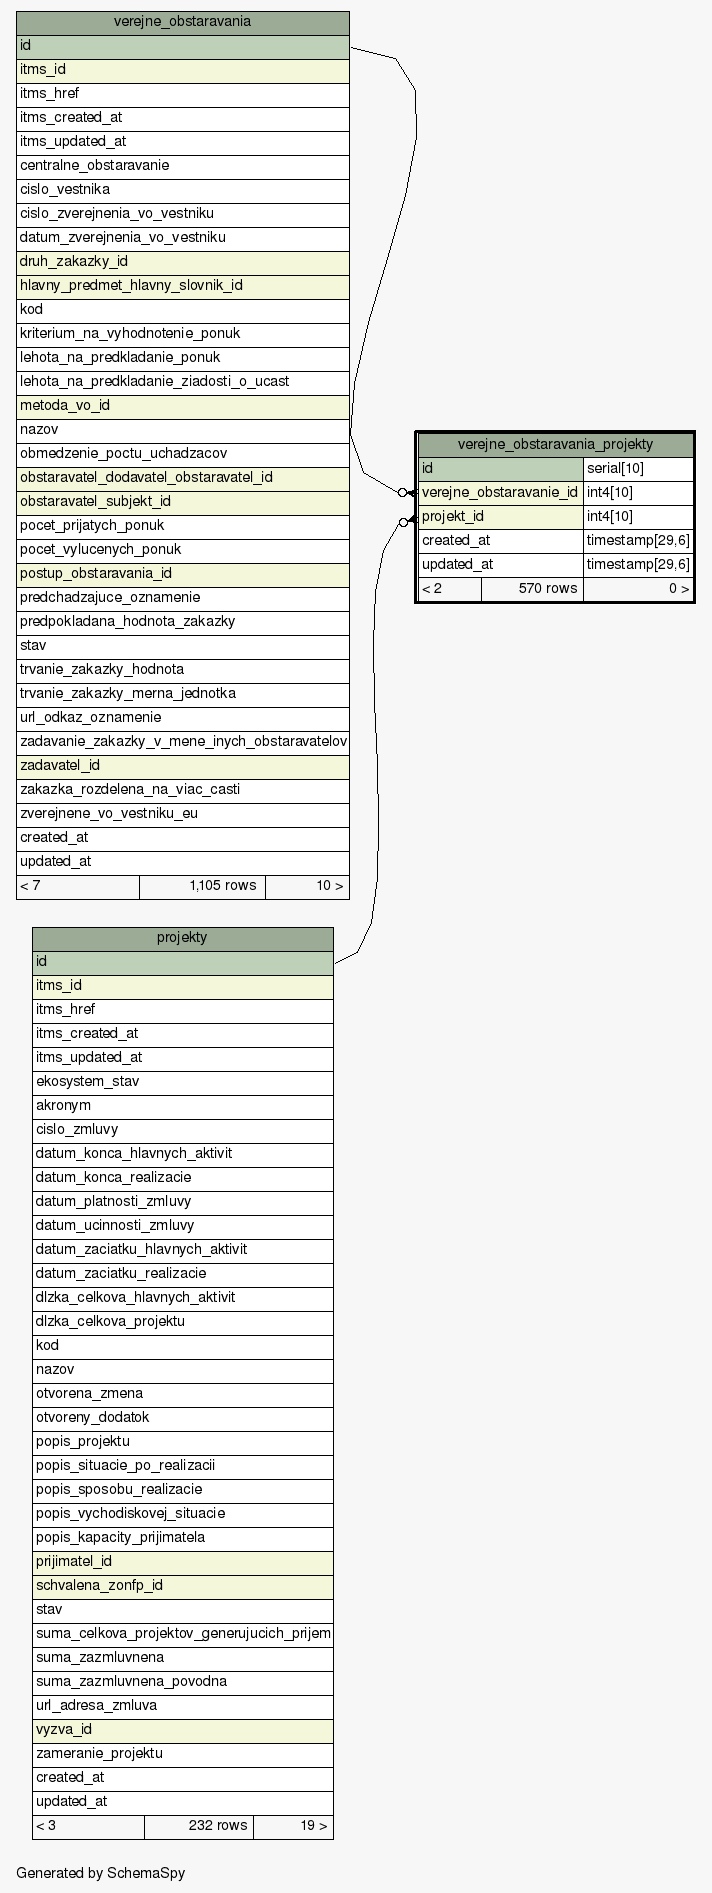 verejne_obstaravania
id
itms_id
itms_href
itms_created_at
itms_updated_at
centralne_obstaravanie
cislo_vestnika
cislo_zverejnenia_vo_vestniku
datum_zverejnenia_vo_vestniku
druh_zakazky_id
hlavny_predmet_hlavny_slovnik_id
kod
kriterium_na_vyhodnotenie_ponuk
lehota_na_predkladanie_ponuk
lehota_na_predkladanie_ziadosti_o_ucast
metoda_vo_id
nazov
obmedzenie_poctu_uchadzacov
obstaravatel_dodavatel_obstaravatel_id
obstaravatel_subjekt_id
pocet_prijatych_ponuk
pocet_vylucenych_ponuk
postup_obstaravania_id
predchadzajuce_oznamenie
predpokladana_hodnota_zakazky
stav
trvanie_zakazky_hodnota
trvanie_zakazky_merna_jednotka
url_odkaz_oznamenie
zadavanie_zakazky_v_mene_inych_obstaravatelov
zadavatel_id
zakazka_rozdelena_na_viac_casti
zverejnene_vo_vestniku_eu
created_at
updated_at
< 7 1,105 rows 10 >
verejne_obstaravania_projekty
id serial[10]
verejne_obstaravanie_id int4[10]
projekt_id int4[10]
created_at timestamp[29,6]
updated_at timestamp[29,6]
< 2 570 rows 0 >
projekty
id
itms_id
itms_href
itms_created_at
itms_updated_at
ekosystem_stav
akronym
cislo_zmluvy
datum_konca_hlavnych_aktivit
datum_konca_realizacie
datum_platnosti_zmluvy
datum_ucinnosti_zmluvy
datum_zaciatku_hlavnych_aktivit
datum_zaciatku_realizacie
dlzka_celkova_hlavnych_aktivit
dlzka_celkova_projektu
kod
nazov
otvorena_zmena
otvoreny_dodatok
popis_projektu
popis_situacie_po_realizacii
popis_sposobu_realizacie
popis_vychodiskovej_situacie
popis_kapacity_prijimatela
prijimatel_id
schvalena_zonfp_id
stav
suma_celkova_projektov_generujucich_prijem
suma_zazmluvnena
suma_zazmluvnena_povodna
url_adresa_zmluva
vyzva_id
zameranie_projektu
created_at
updated_at
< 3 232 rows 19 >
Generated by SchemaSpy